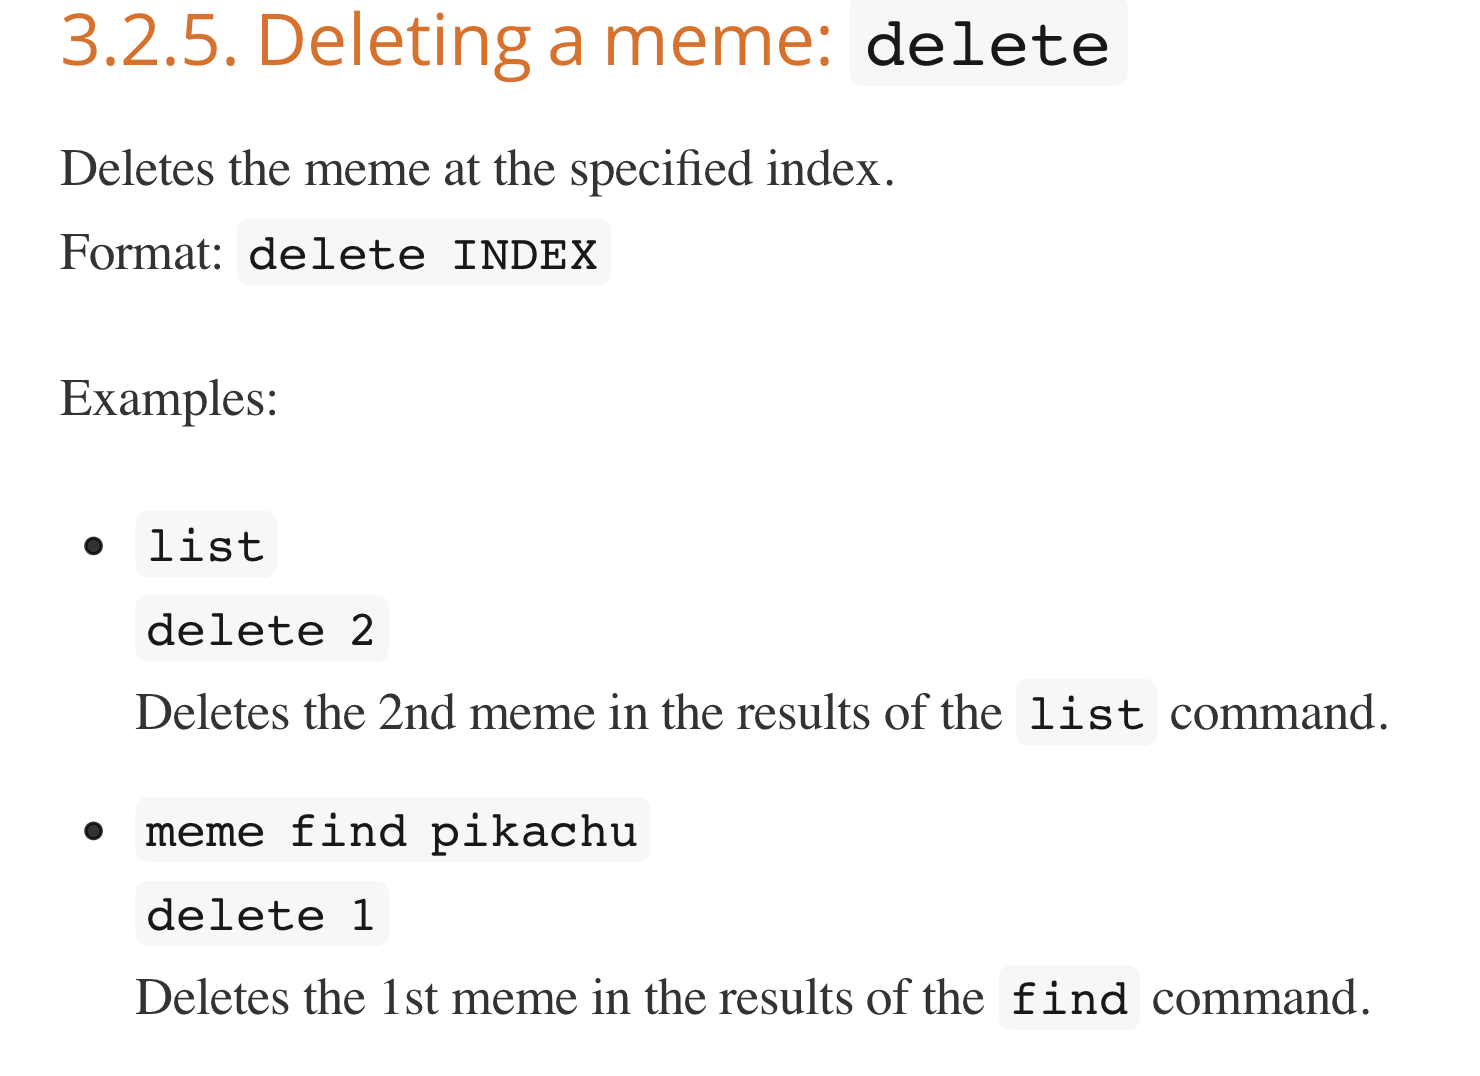 3.2.5. Deleting a meme: delete
Deletes the meme at the specified index.
Format: delete INDEX
Examples:
• list
delete 2
Deletes the 2nd meme in the results of the list command.
• meme find pikachu
delete 1
Deletes the 1st meme in the results of the find command.